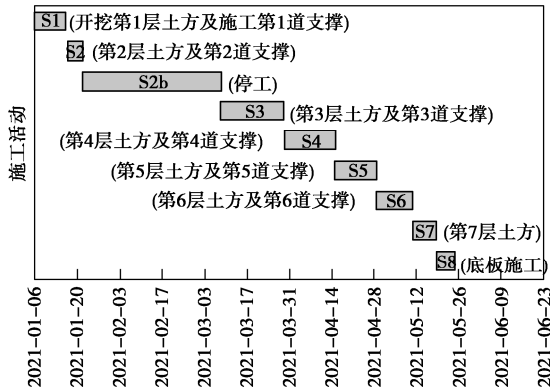 S1 (开挖第1层土方及施工第1道支撑)
S2 (第2层土方及第2道支撑)
S2b (停工)
S3 (第3层土方及第3道支撑)
(第4层土方及第4道支撑) S4
(第5层土方及第5道支撑) S5
(第6层土方及第6道支撑) S6
S7 (第7层土方)
S8 (底板施工)
施工活动
2021-01-06
2021-01-20
2021-02-03
2021-02-17
2021-03-03
2021-03-17
2021-03-31
2021-04-14
2021-04-28
2021-05-12
2021-05-26
2021-06-09
2021-06-23